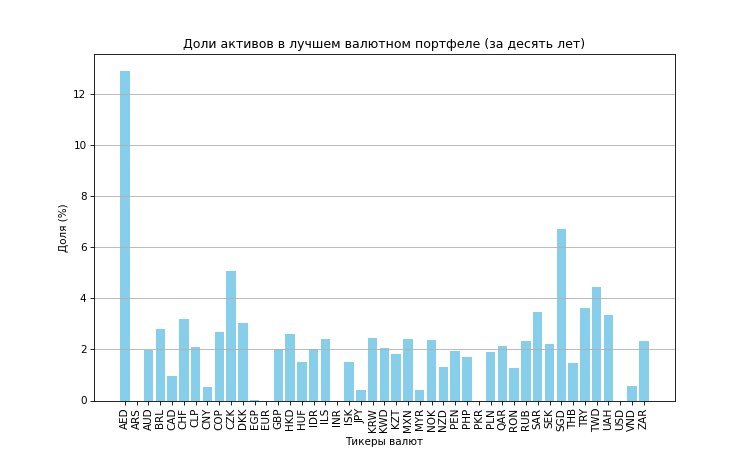 Доли активов в лучшем валютном портфеле (за десять лет)
Доля (%)
12
10
8
6
4
2
0
AED ARS AUD BRL CAD CHF CLP CNY COP CZK DKK EGP EUR GBP HKD HUF IDR ILS INR ISK JPY KRW KWD KZT MXN MYR NOK NZD PEN PHP PKR PLN QAR RON RUB SAR SEK SGD THB TRY TWD UAH USD VND ZAR
Тикеры валют